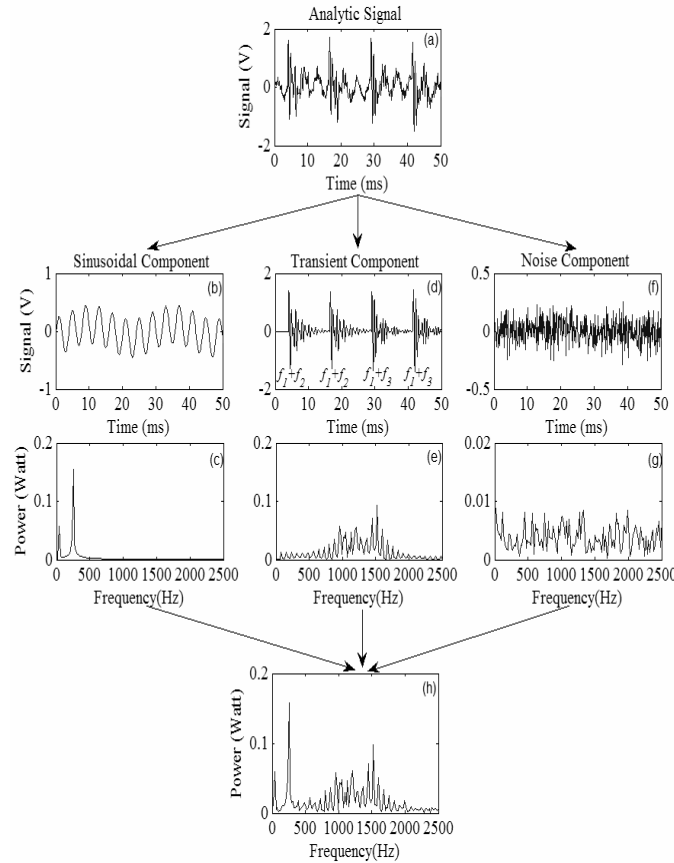 Analytic Signal
(a)
Signal (V)
2
0
-2
0 10 20 30 40 50
Time (ms)
Sinusoidal Component
(b)
Signal (V)
1
0
-1
0 10 20 30 40 50
Time (ms)
Transient Component
(d)
2
0
-2
f1+f2 f1+f2 f1+f3 f1+f3
0 10 20 30 40 50
Time (ms)
Noise Component
(f)
0.5
0
-0.5
0 10 20 30 40 50
Time (ms)
(c)
Power (Watt)
0.2
0.1
0
0 500 1000 1500 2000 2500
Frequency(Hz)
(e)
0.2
0.1
0
0 500 1000 1500 2000 2500
Frequency(Hz)
(g)
0.02
0.01
0
0 500 1000 1500 2000 2500
Frequency(Hz)
(h)
Power (Watt)
0.2
0.1
0
0 500 1000 1500 2000 2500
Frequency(Hz)